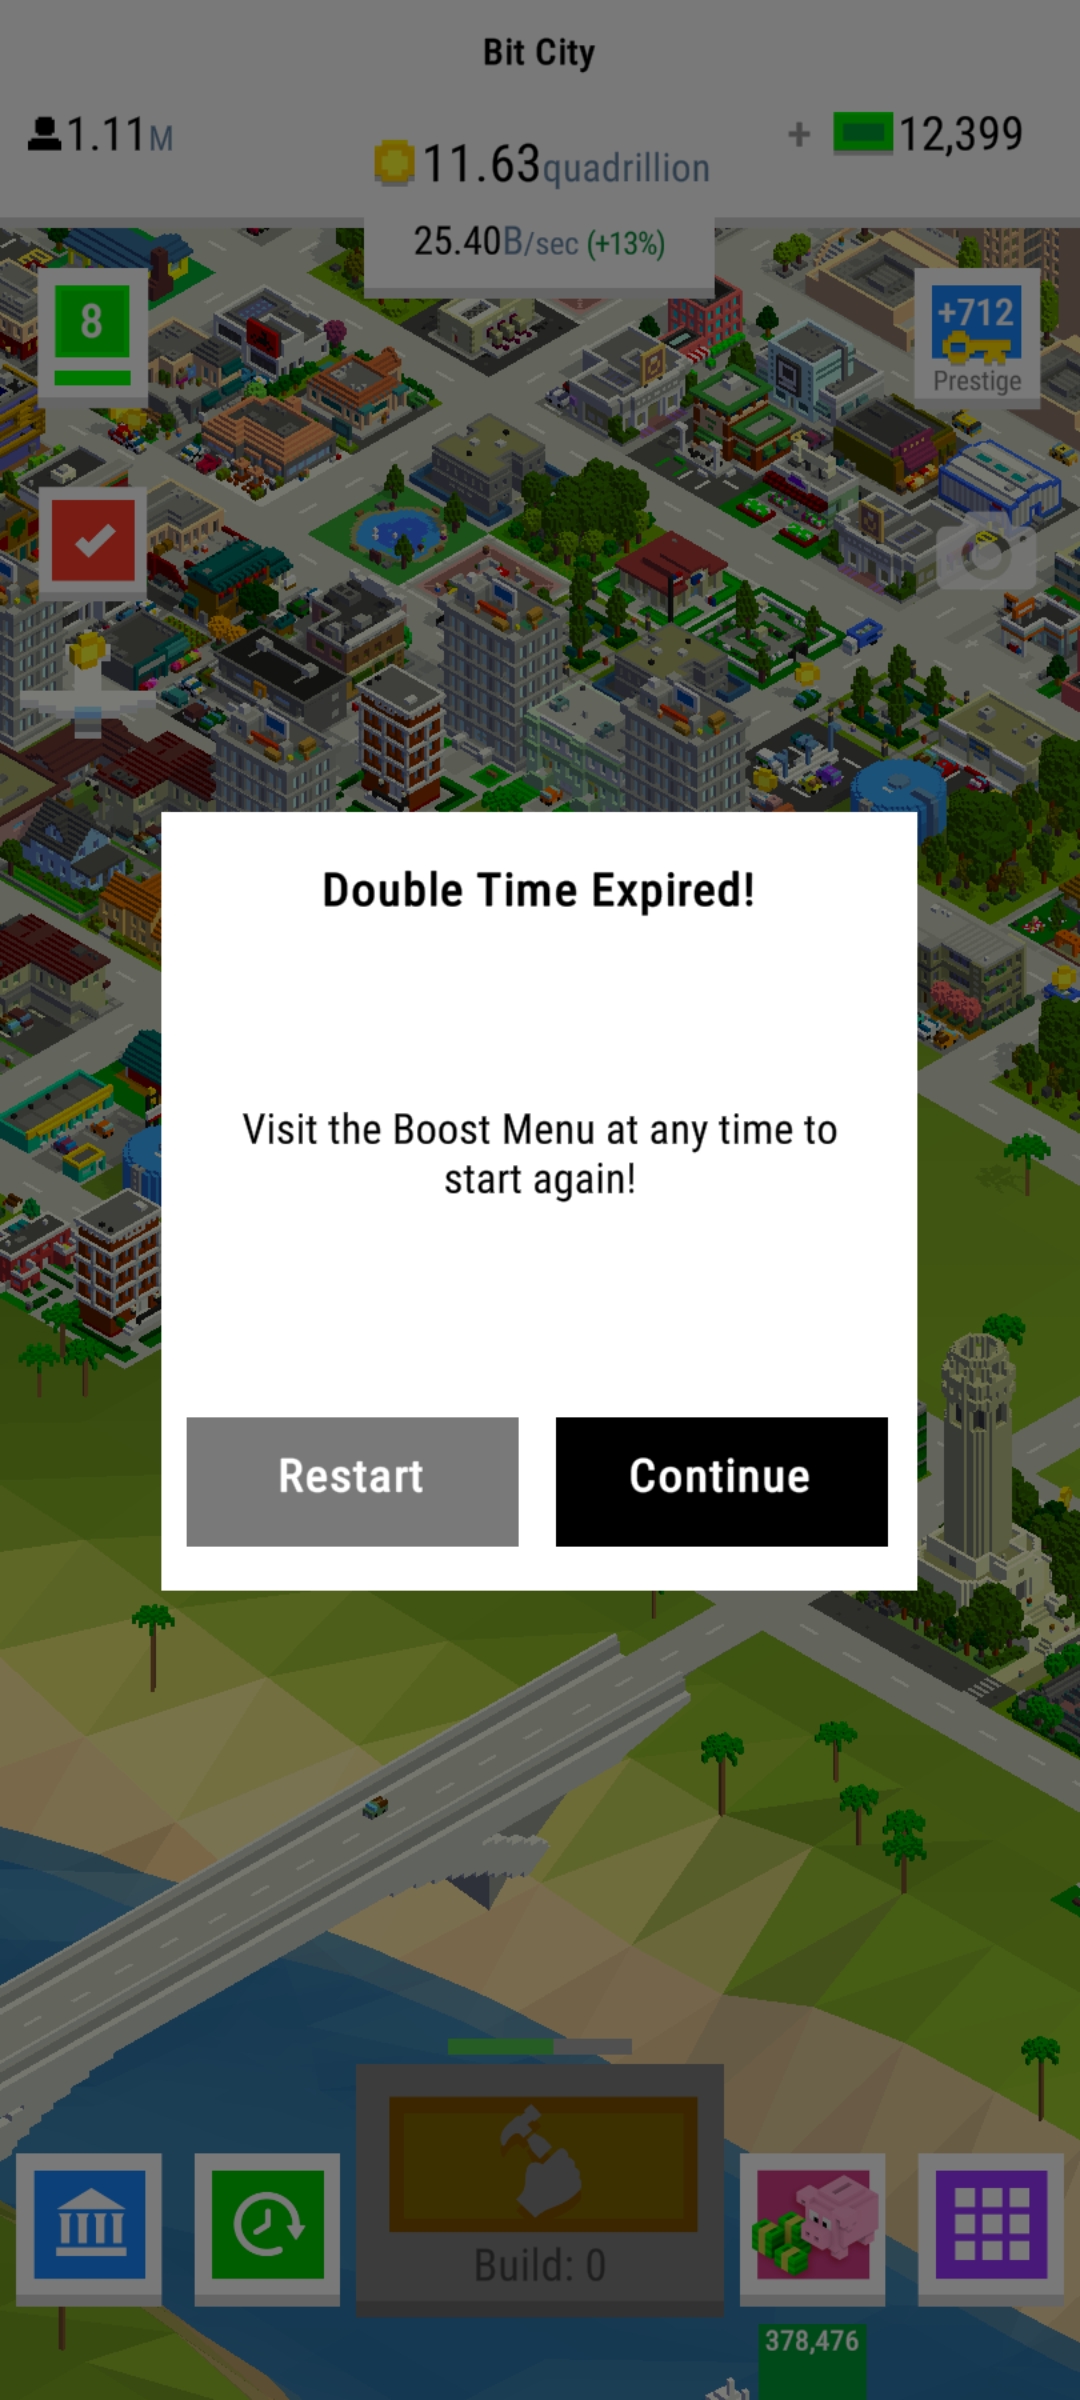 Bit City
1.11M
11.63quadrillion
+ 12,399
25.40B/sec (+13%)
8
+712
Prestige
Double Time Expired!
Visit the Boost Menu at any time to
start again!
Restart
Continue
Build: 0
378,476